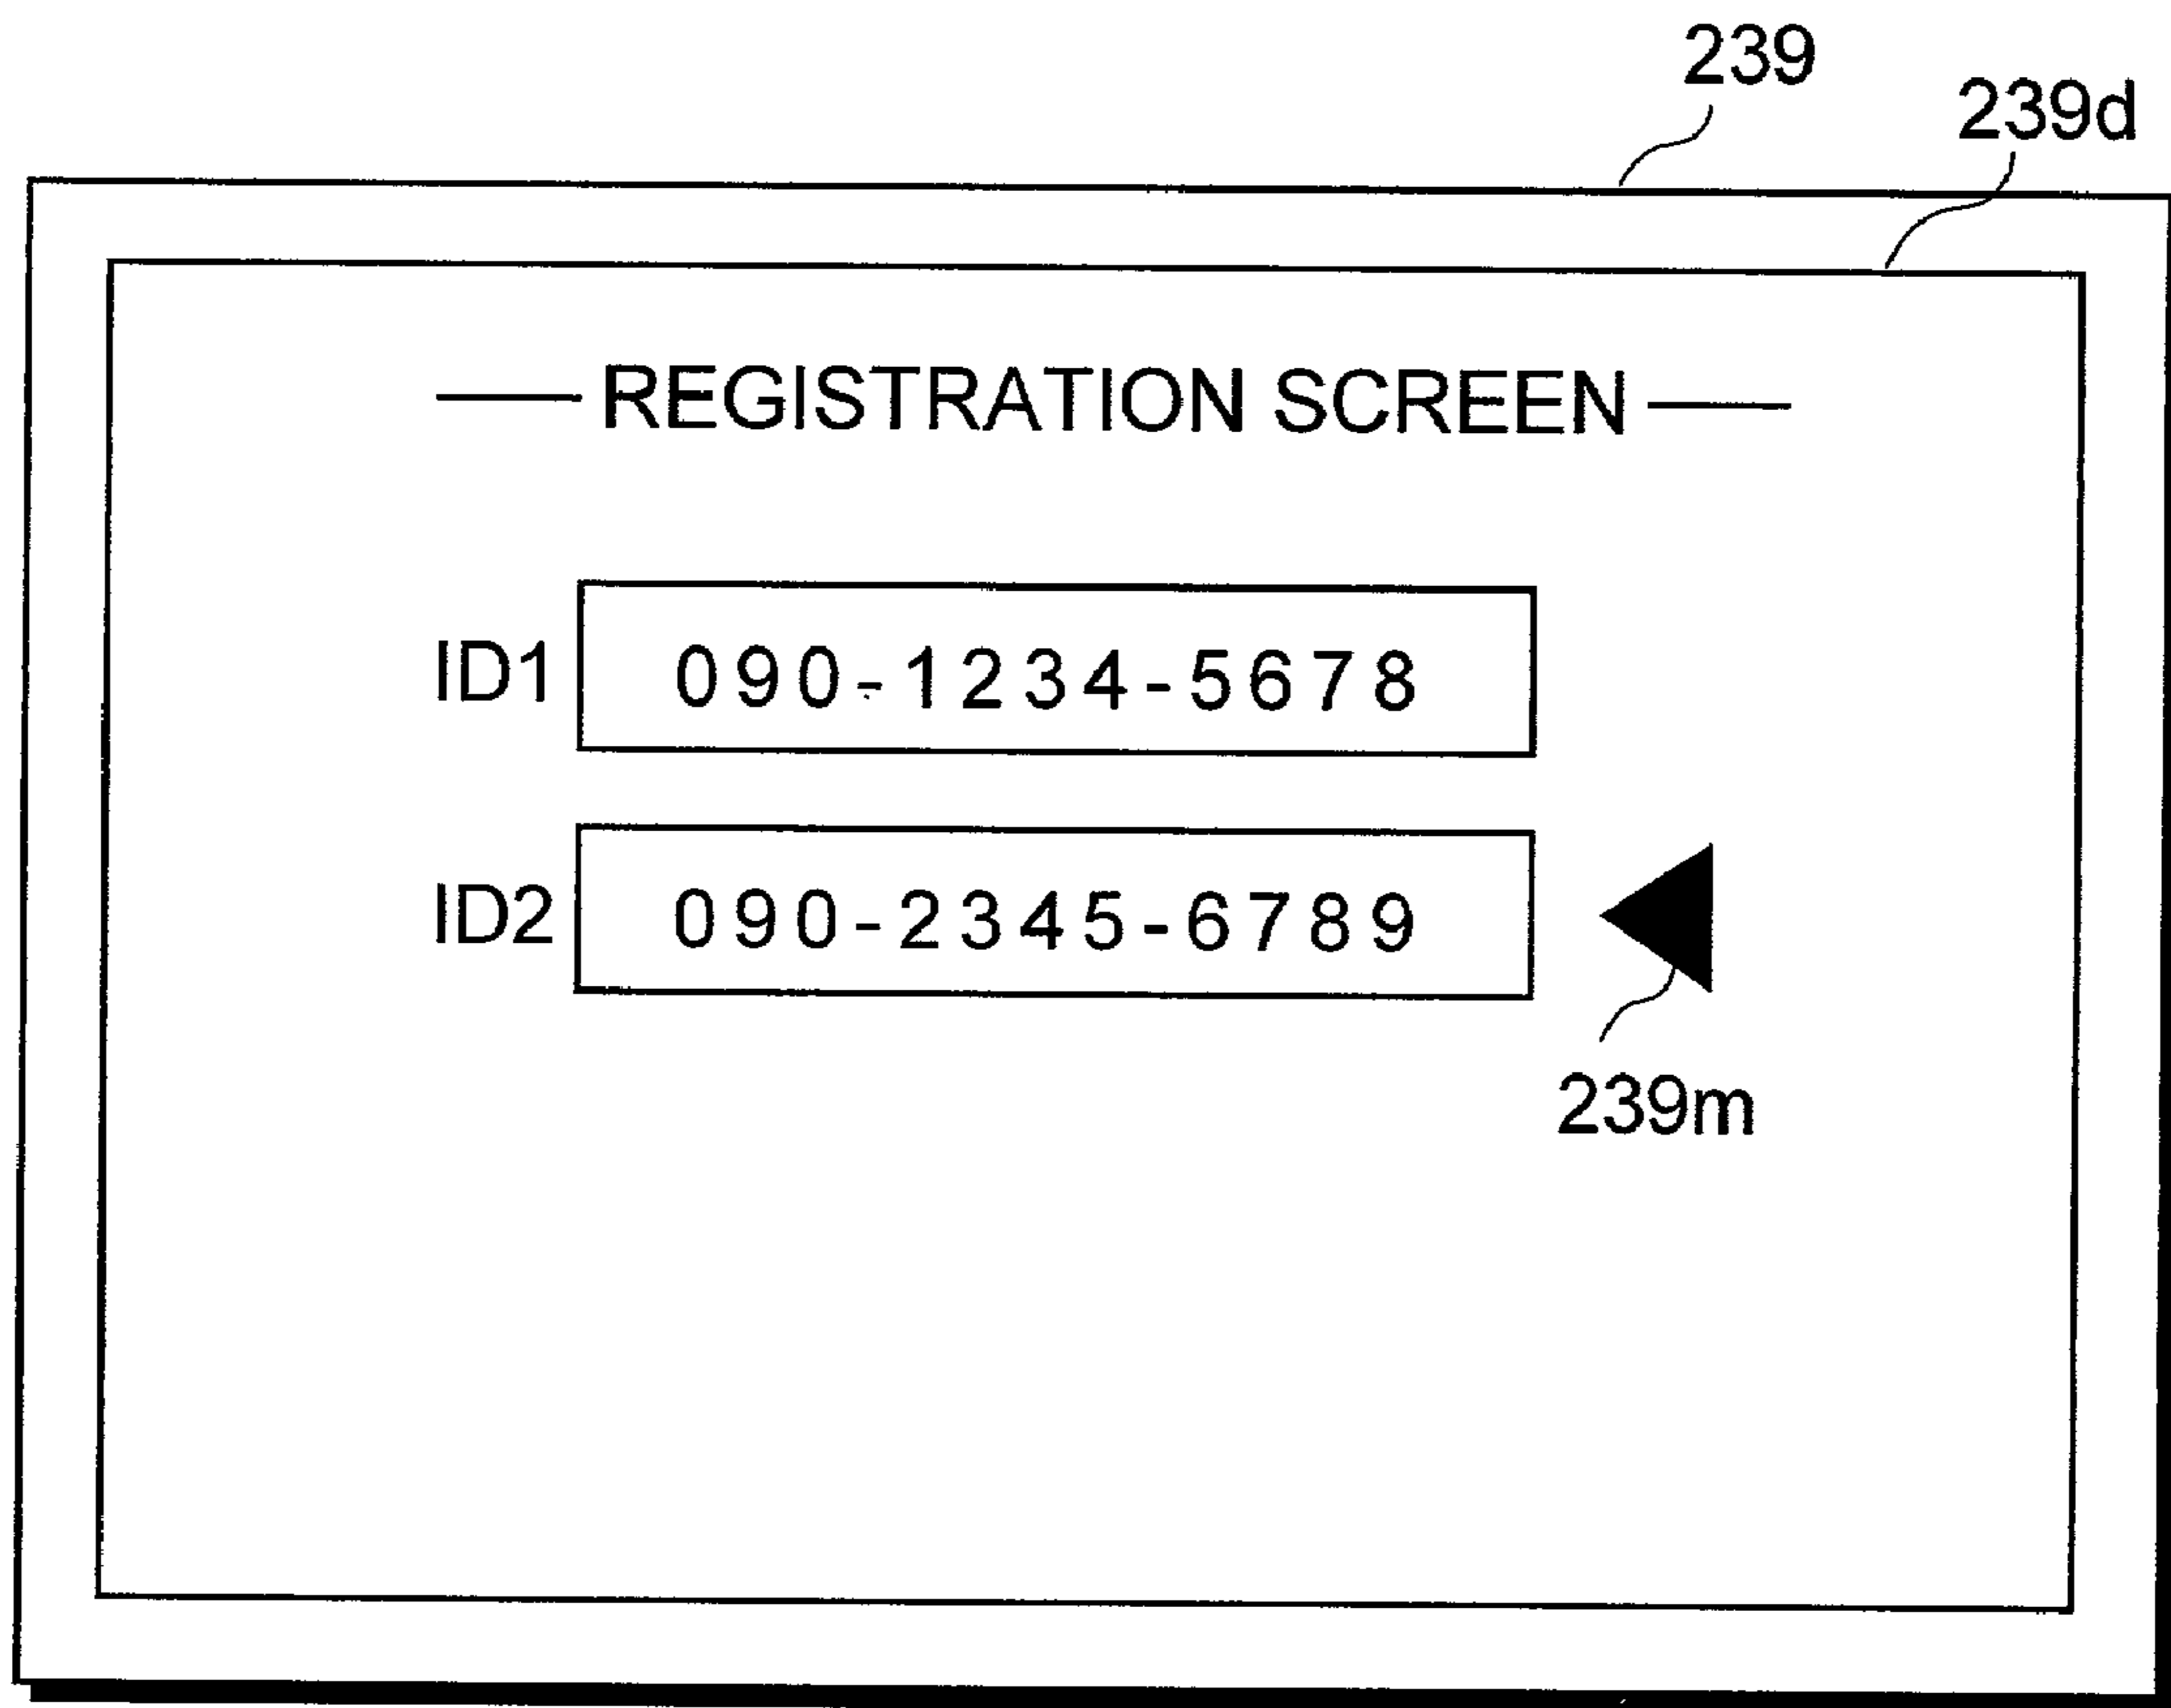 239
239d
REGISTRATION SCREEN
ID1 090-1234-5678
ID2 090-2345-6789
239m